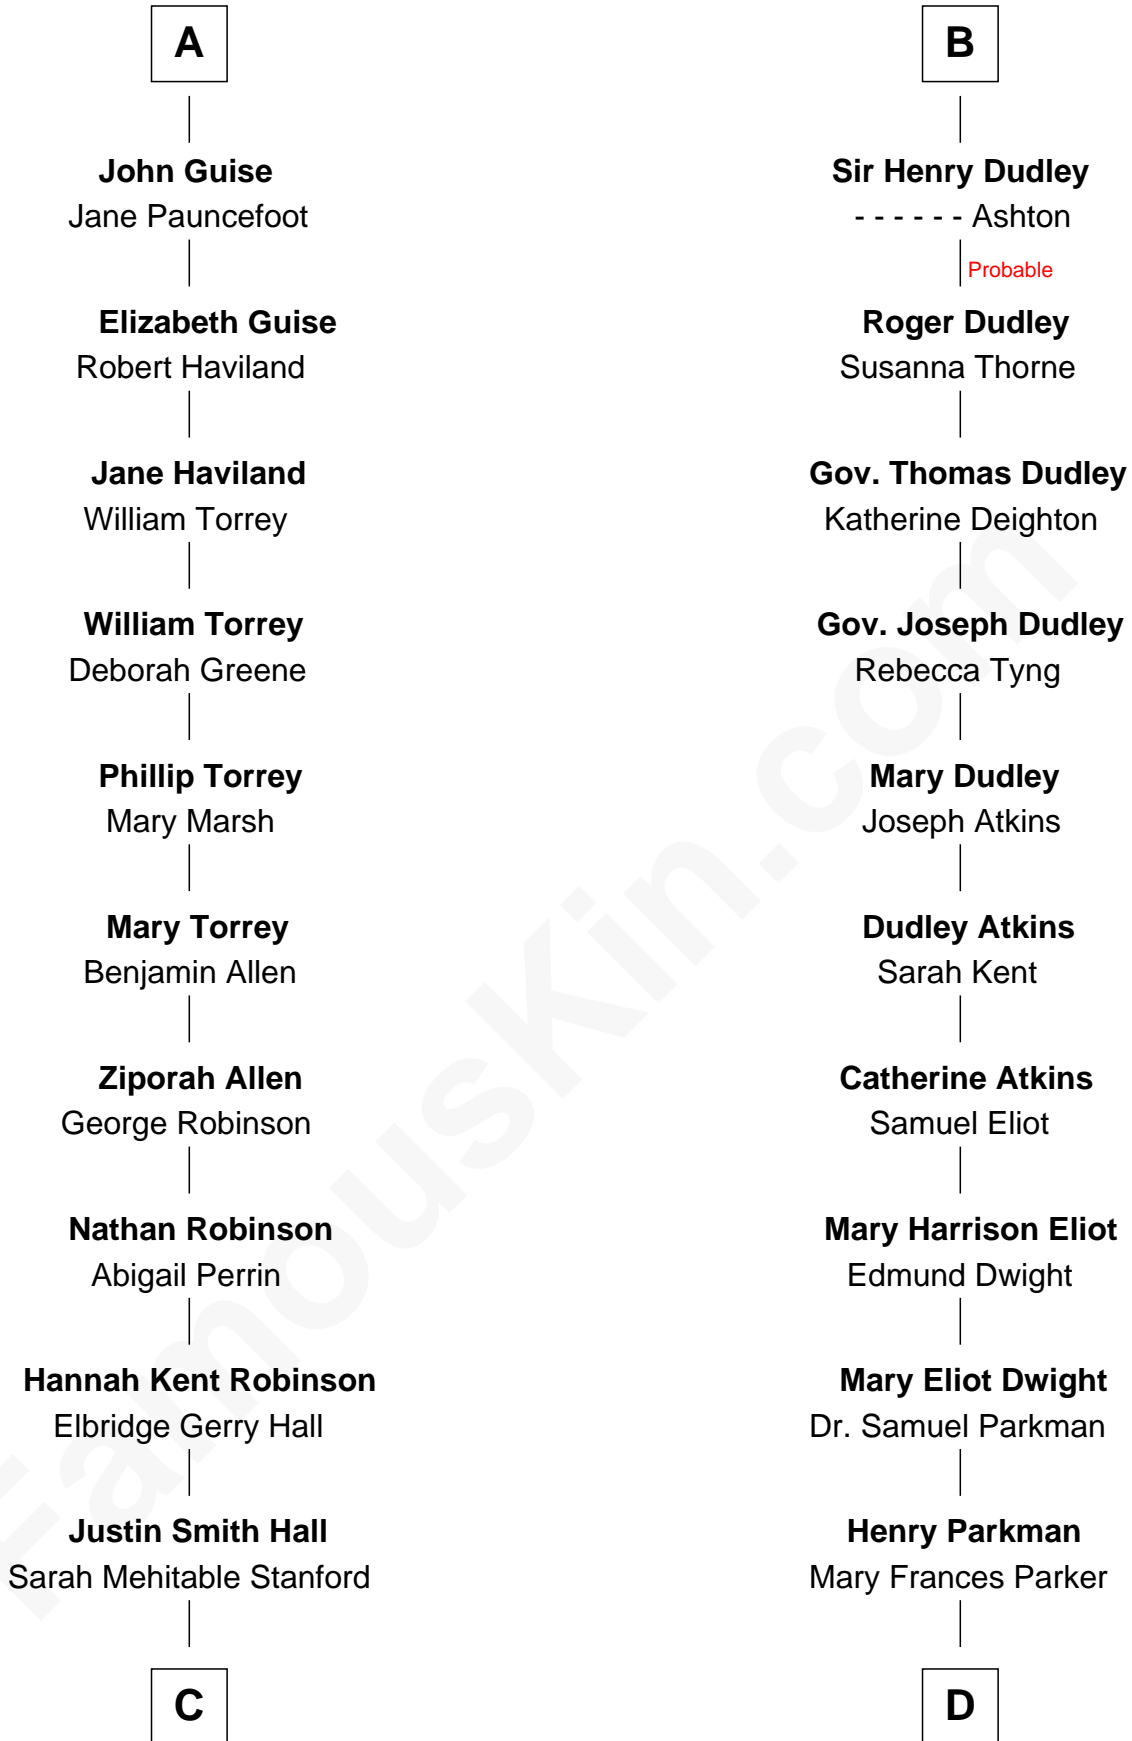 A
John Guise
Jane Pauncefoot
Elizabeth Guise
Robert Haviland
Jane Haviland
William Torrey
William Torrey
Deborah Greene
Phillip Torrey
Mary Marsh
Mary Torrey
Benjamin Allen
Ziporah Allen
George Robinson
Nathan Robinson
Abigail Perrin
Hannah Kent Robinson
Elbridge Gerry Hall
Justin Smith Hall
Sarah Mehitable Stanford
C
B
Sir Henry Dudley
- - - - - - Ashton
Probable
Roger Dudley
Susanna Thorne
Gov. Thomas Dudley
Katherine Deighton
Gov. Joseph Dudley
Rebecca Tyng
Mary Dudley
Joseph Atkins
Dudley Atkins
Sarah Kent
Catherine Atkins
Samuel Eliot
Mary Harrison Eliot
Edmund Dwight
Mary Eliot Dwight
Dr. Samuel Parkman
Henry Parkman
Mary Frances Parker
D
FamousKin.com